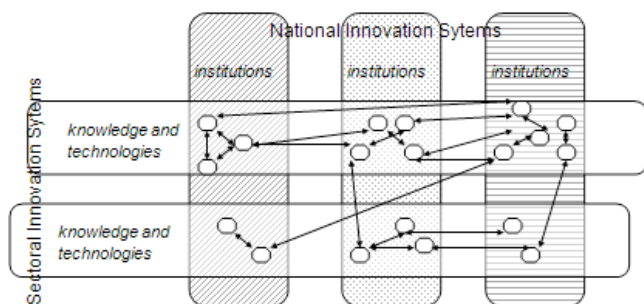 National Innovation Sytems
institutions
institutions
institutions
Sectoral Innovation Sytems
knowledge and
technologies
knowledge and
technologies